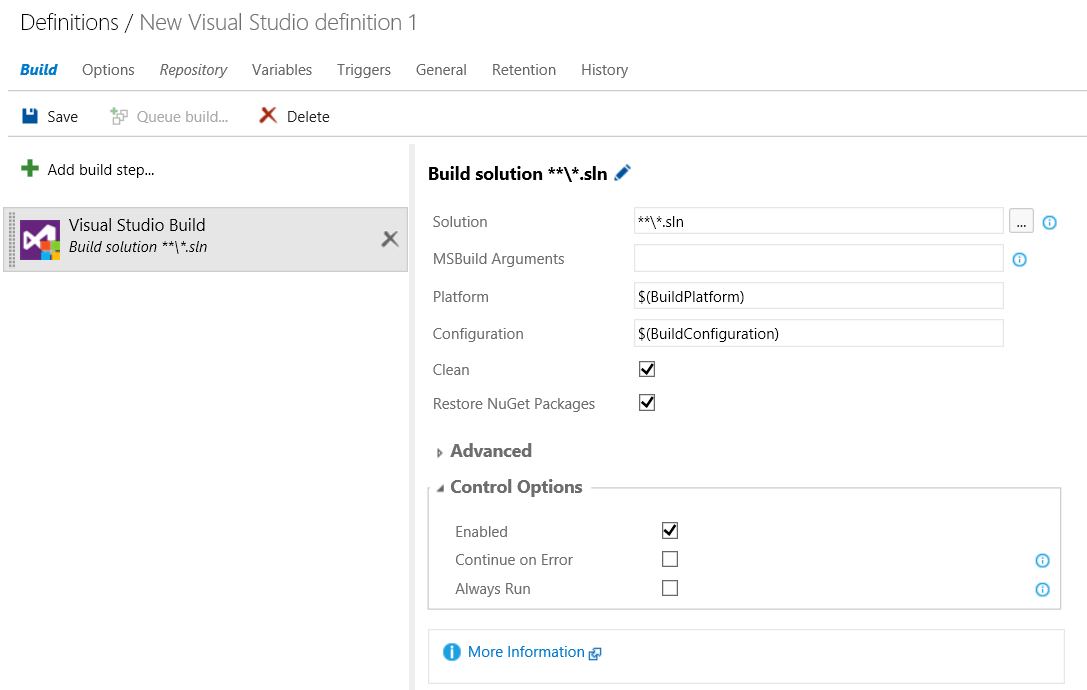 Definitions / New Visual Studio definition 1
Build Options Repository Variables Triggers General Retention History
Save Queue build... Delete
Add build step...
Visual Studio Build
Build solution **\*.sln
Build solution **\*.sln
Solution **\*.sln ...
MSBuild Arguments
Platform $(BuildPlatform)
Configuration $(BuildConfiguration)
Clean
Restore NuGet Packages
Advanced
Control Options
Enabled
Continue on Error
Always Run
More Information